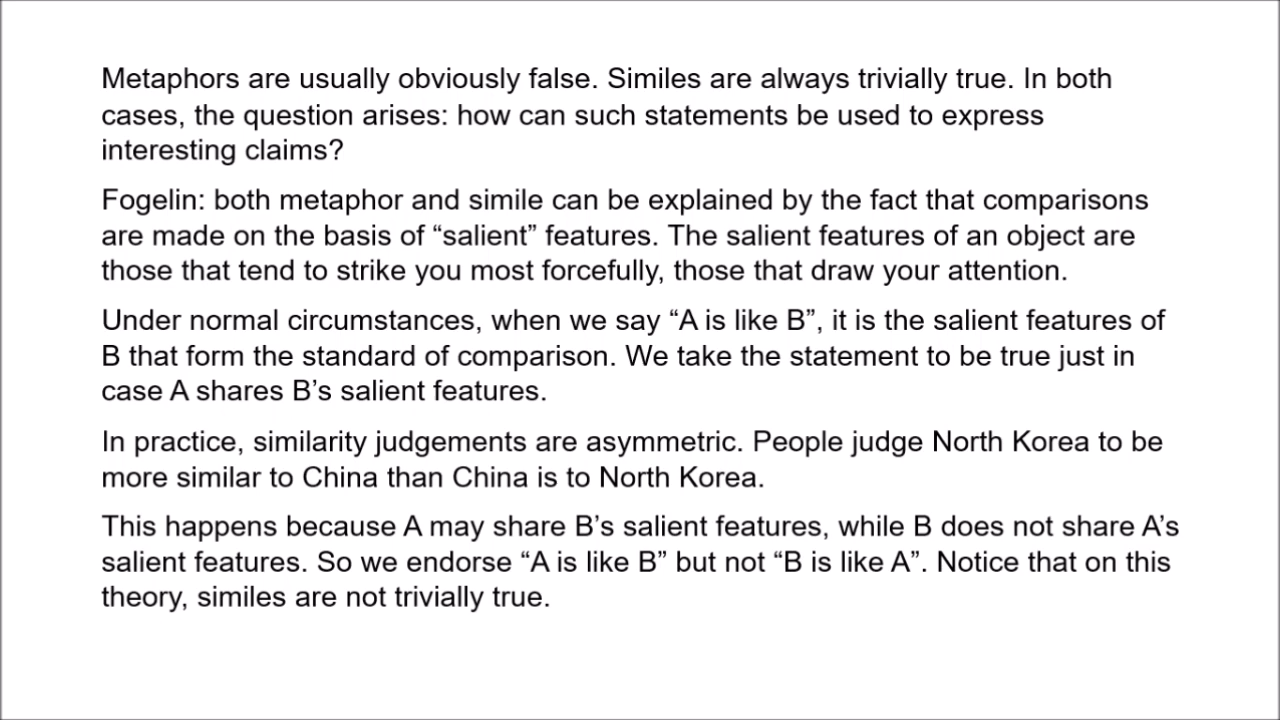 Metaphors are usually obviously false. Similes are always trivially true. In both
cases, the question arises: how can such statements be used to express
interesting claims?
Fogelin: both metaphor and simile can be explained by the fact that comparisons
are made on the basis of “salient” features. The salient features of an object are
those that tend to strike you most forcefully, those that draw your attention.
Under normal circumstances, when we say “A is like B”, it is the salient features of
B that form the standard of comparison. We take the statement to be true just in
case A shares B’s salient features.
In practice, similarity judgements are asymmetric. People judge North Korea to be
more similar to China than China is to North Korea.
This happens because A may share B’s salient features, while B does not share A’s
salient features. So we endorse “A is like B” but not “B is like A”. Notice that on this
theory, similes are not trivially true.